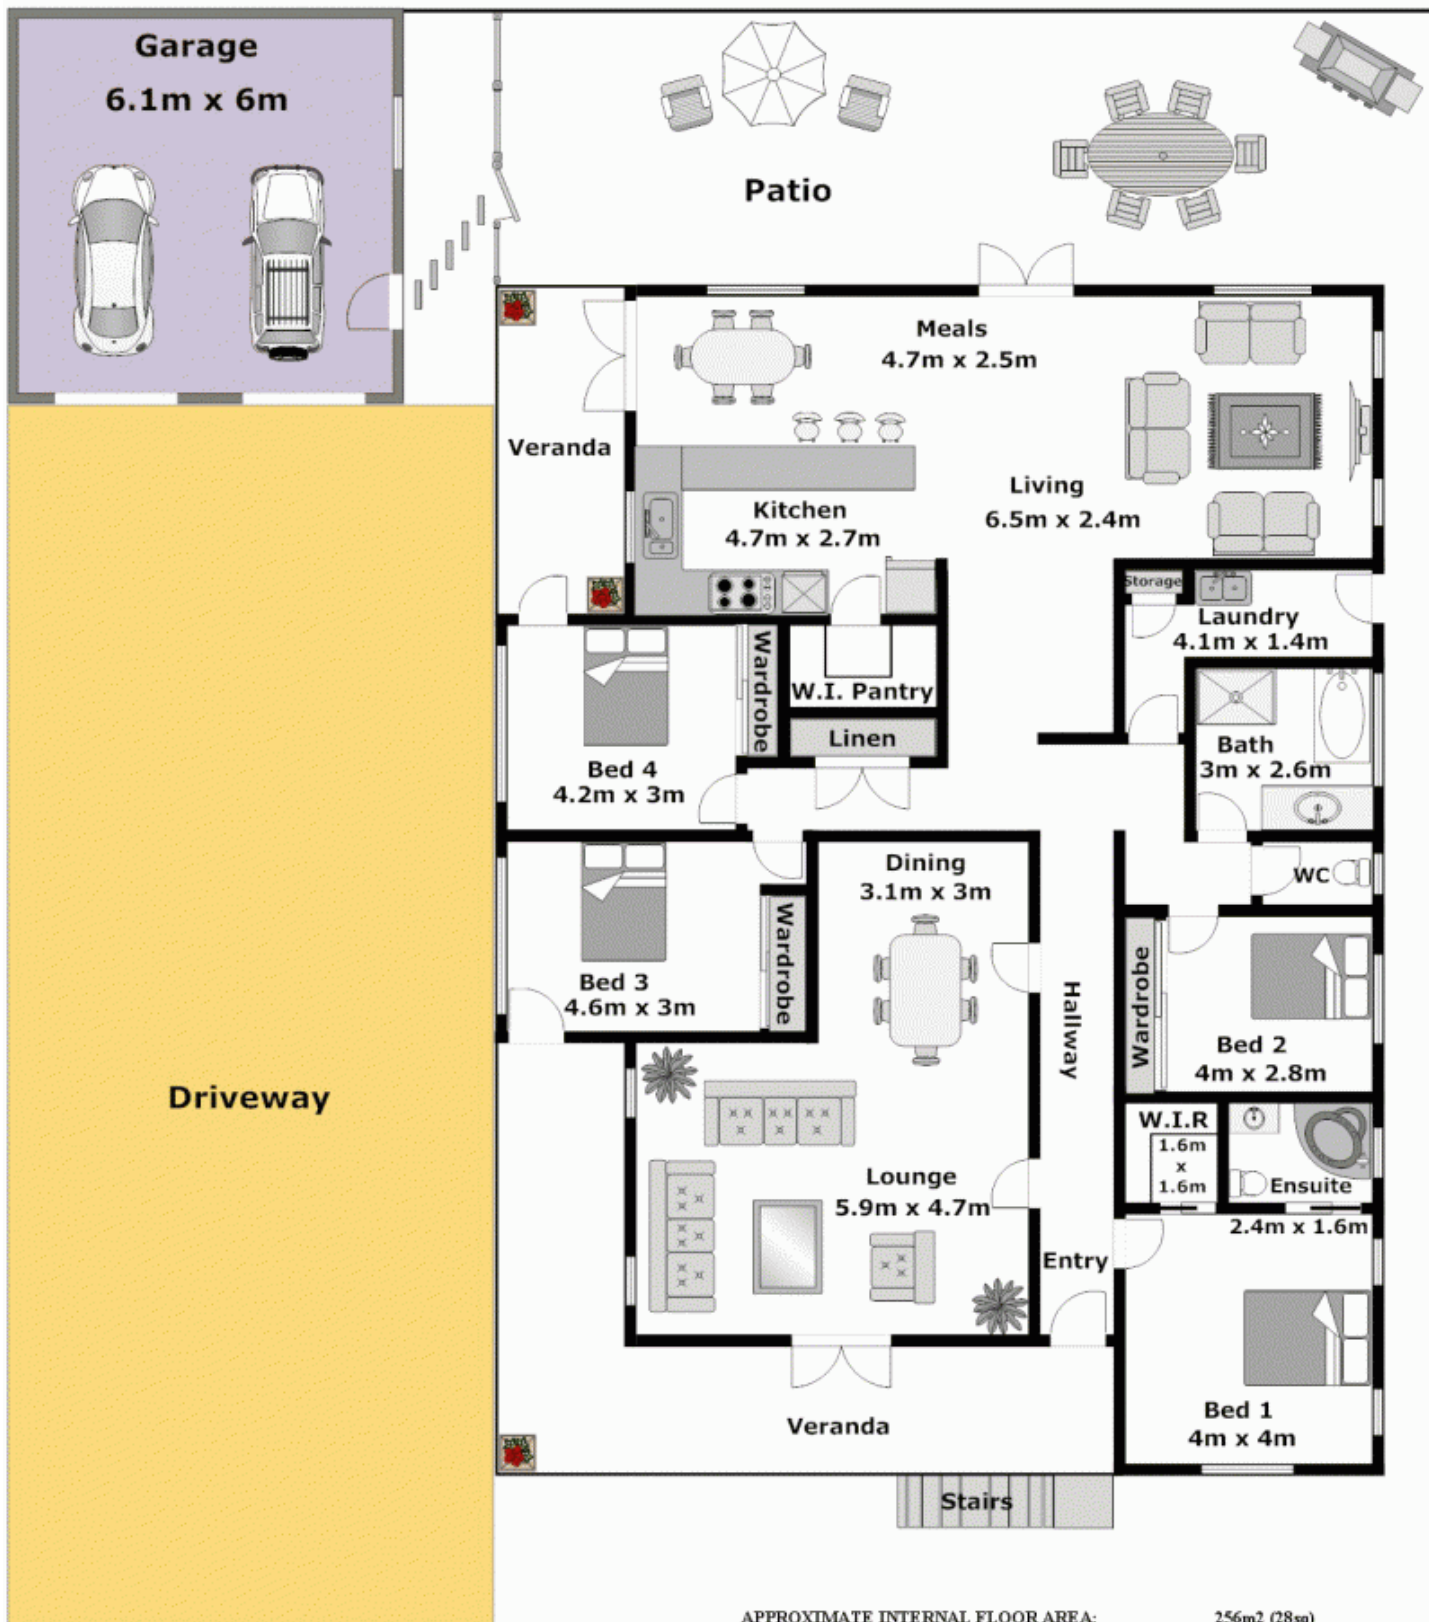 Garage
6.1m x 6m
Patio
Meals
4.7m x 2.5m
Veranda
Living
6.5m x 2.4m
Kitchen
4.7m x 2.7m
Storage
Laundry
4.1m x 1.4m
Wardrobe
W.I. Pantry
Linen
Bath
3m x 2.6m
Bed 4
4.2m x 3m
Dining
3.1m x 3m
WC
Wardrobe
Bed 3
4.6m x 3m
Hallway
Wardrobe
Bed 2
4m x 2.8m
Driveway
W.I.R
1.6m
x
1.6m
Ensuite
2.4m x 1.6m
Lounge
5.9m x 4.7m
Entry
Bed 1
4m x 4m
Veranda
Stairs
APPROXIMATE INTERNAL FLOOR AREA: 256m2 (28sq)